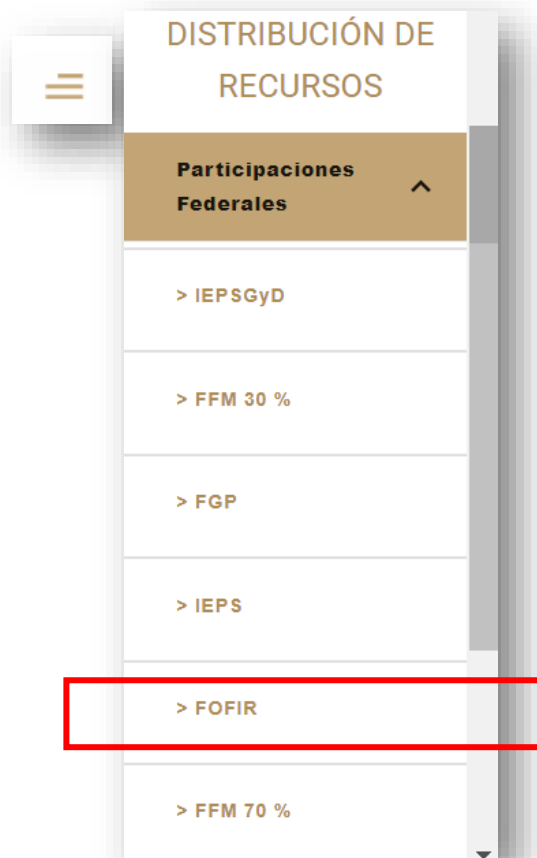 DISTRIBUCIÓN DE
RECURSOS
Participaciones
Federales
> IEPSGyD
> FFM 30 %
> FGP
> IEPS
> FOFIR
> FFM 70 %